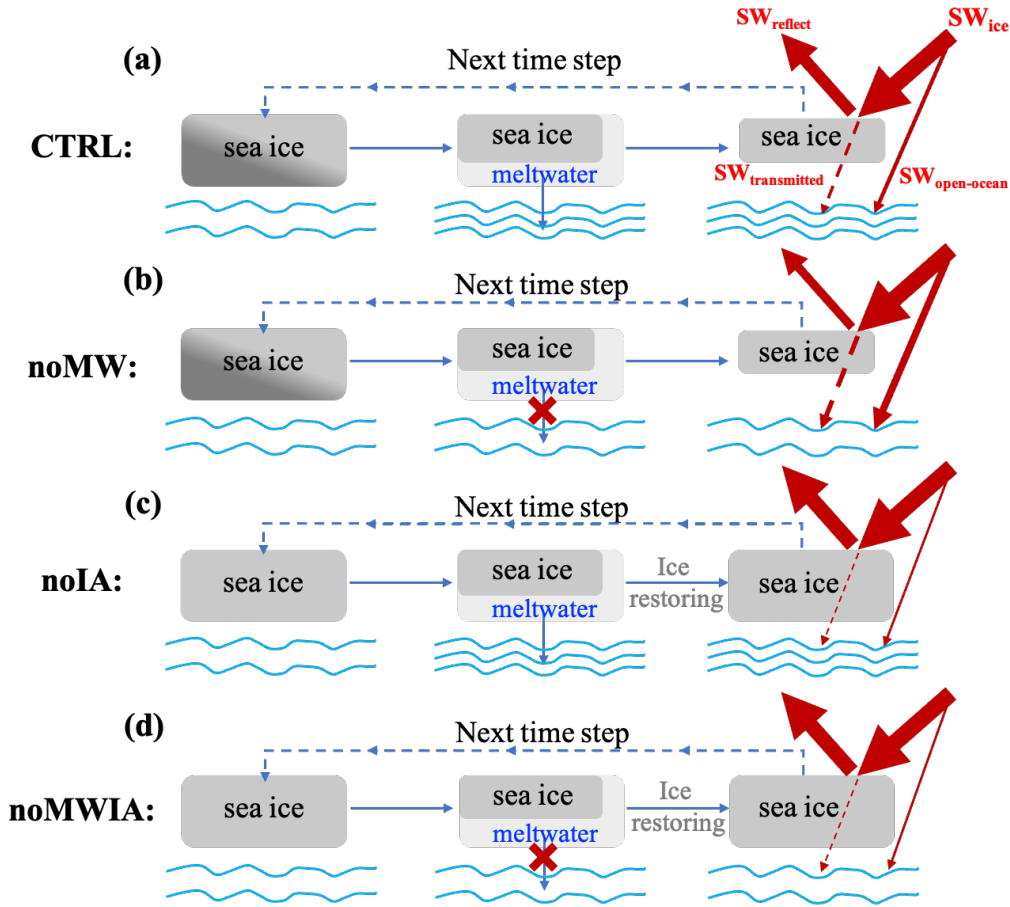 SWreflect
SWice
(a)
Next time step
CTRL:
sea ice
sea ice
meltwater
sea ice
SWtransmitted
SWopen-ocean
(b)
Next time step
noMW:
sea ice
sea ice
meltwater
sea ice
(c)
Next time step
noIA:
sea ice
sea ice
meltwater
Ice
restoring
sea ice
(d)
Next time step
noMWIA:
sea ice
sea ice
meltwater
Ice
restoring
sea ice